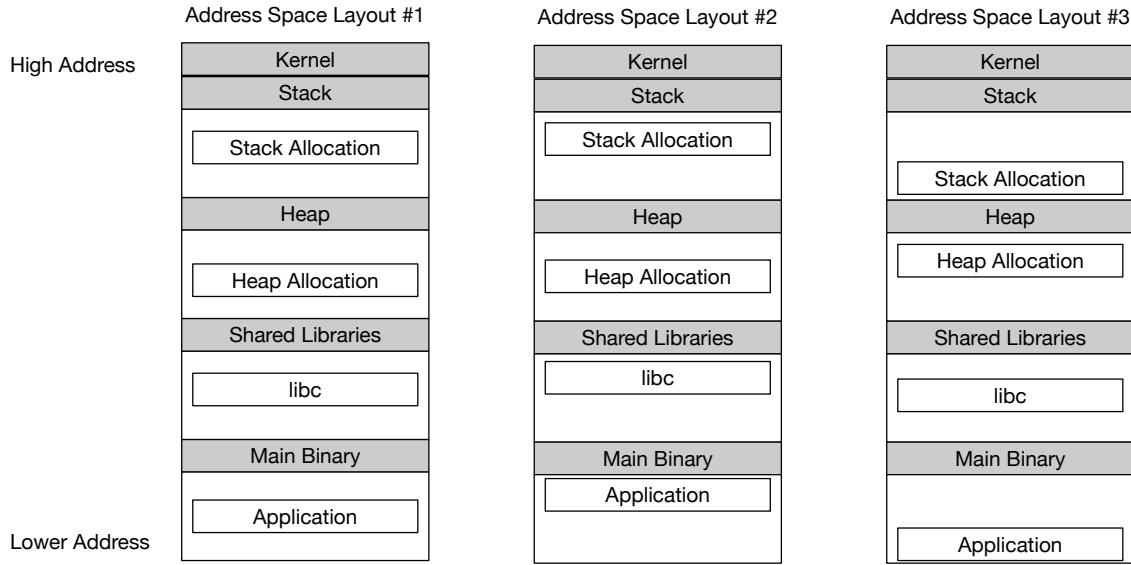 Address Space Layout #1
High Address
Kernel
Stack
Stack Allocation
Heap
Heap Allocation
Shared Libraries
libc
Main Binary
Application
Lower Address
Address Space Layout #2
Kernel
Stack
Stack Allocation
Heap
Heap Allocation
Shared Libraries
libc
Main Binary
Application
Address Space Layout #3
Kernel
Stack
Stack Allocation
Heap
Heap Allocation
Shared Libraries
libc
Main Binary
Application